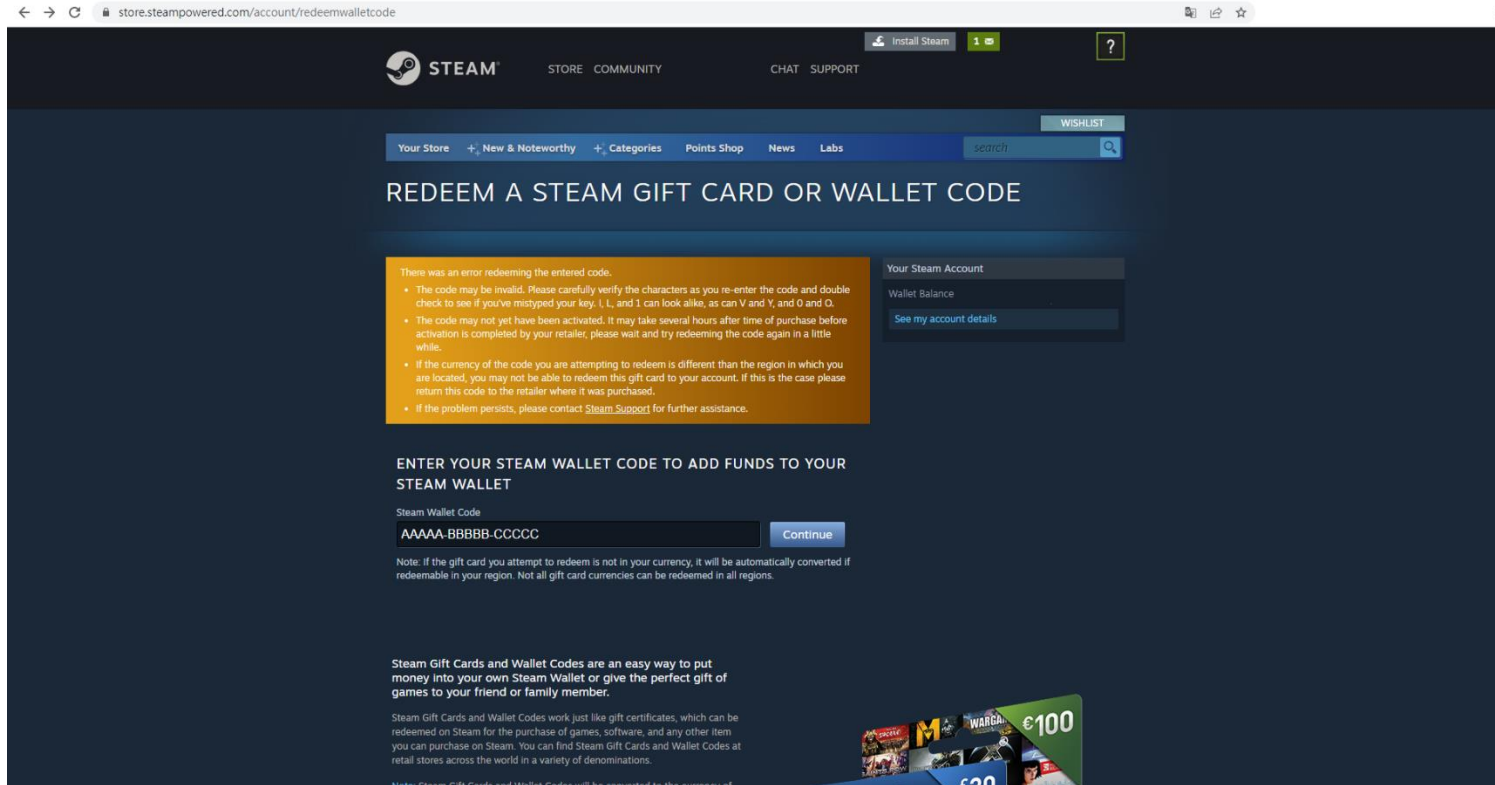 store.steampowered.com/account/redeemwalletcode
Install Steam
1
?
STEAM®
STORE COMMUNITY CHAT SUPPORT
WISHLIST
Your Store New & Noteworthy Categories Points Shop News Labs search
REDEEM A STEAM GIFT CARD OR WALLET CODE
There was an error redeeming the entered code.
• The code may be invalid. Please carefully verify the characters as you re-enter the code and double
check to see if you've mistyped your key. I, L, and 1 can look alike, as can V and Y, and 0 and O.
• The code may not yet have been activated. It may take several hours after time of purchase before
activation is completed by your retailer, please wait and try redeeming the code again in a little
while.
• If the currency of the code you are attempting to redeem is different than the region in which you
are located, you may not be able to redeem this gift card to your account. If this is the case please
return this code to the retailer where it was purchased.
• If the problem persists, please contact Steam Support for further assistance.
Your Steam Account
Wallet Balance
See my account details
ENTER YOUR STEAM WALLET CODE TO ADD FUNDS TO YOUR
STEAM WALLET
Steam Wallet Code
AAAAA-BBBBB-CCCCC
Continue
Note: If the gift card you attempt to redeem is not in your currency, it will be automatically converted if
redeemable in your region. Not all gift card currencies can be redeemed in all regions.
Steam Gift Cards and Wallet Codes are an easy way to put
money into your own Steam Wallet or give the perfect gift of
games to your friend or family member.
Steam Gift Cards and Wallet Codes work just like gift certificates, which can be
redeemed on Steam for the purchase of games, software, and any other item
you can purchase on Steam. You can find Steam Gift Cards and Wallet Codes at
retail stores across the world in a variety of denominations.
Note: Steam Gift Cards and Wallet Codes will be converted to the currency of
€100